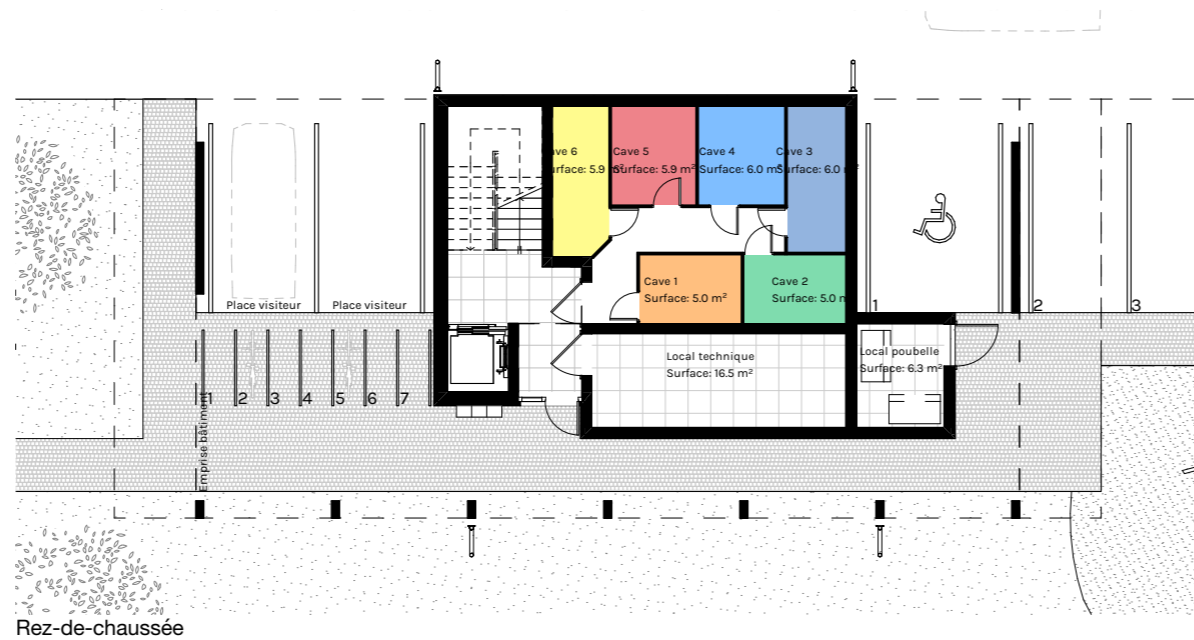 Cave 6
Surface: 5.9 m²
Cave 5
Surface: 5.9 m²
Cave 4
Surface: 6.0 m²
Cave 3
Surface: 6.0 m²
Cave 1
Surface: 5.0 m²
Cave 2
Surface: 5.0 m
Place visiteur
Place visiteur
1
2
3
Local technique
Surface: 16.5 m²
Local poubelle
Surface: 6.3 m²
1
2
3
4
5
6
7
Emprise bâtiment
Rez-de-chaussée